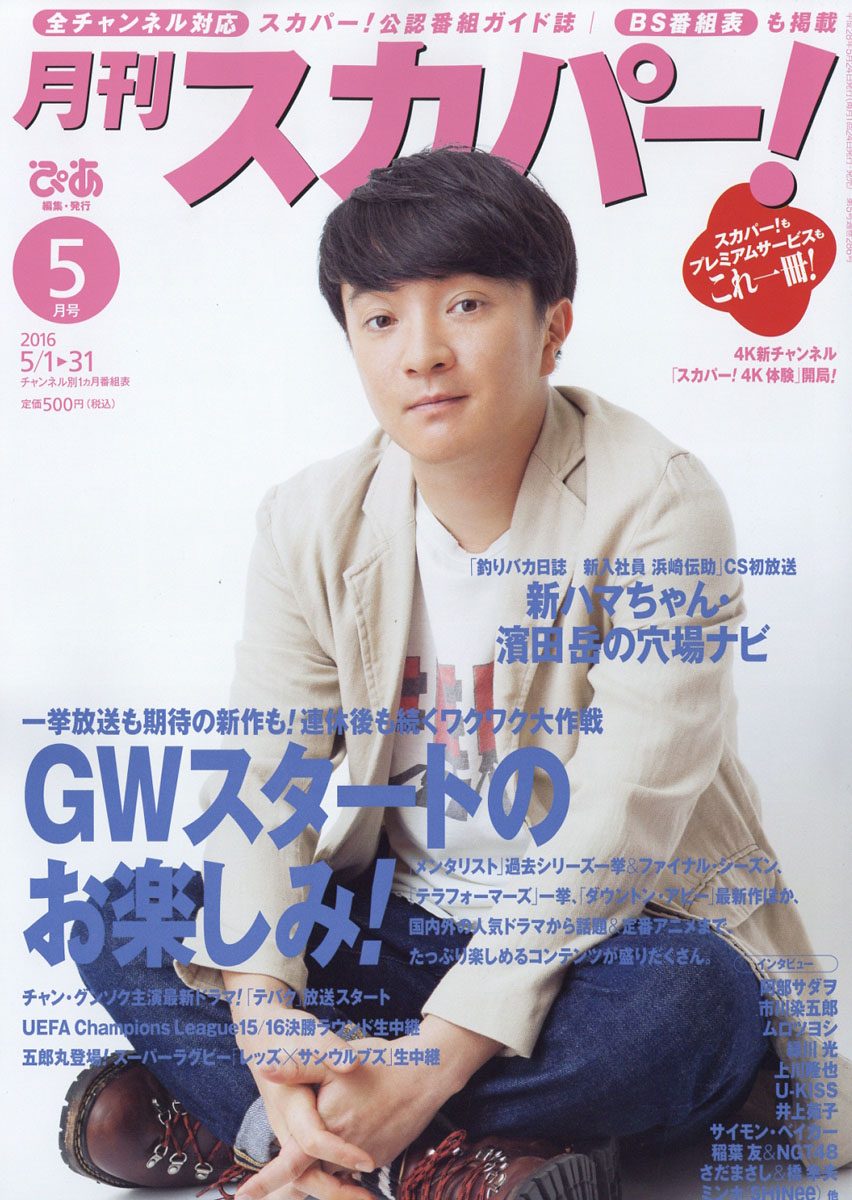 全チャンネル対応 スカパー!公認番組ガイド誌 | BS番組表 も掲載
月刊スカパー!
ぴあ
編集・発行
5
月号
2016
5/1▶31
チャンネル別1ヵ月番組表
定価500円(税込)
スカパー!も
プレミアムサービスも
これ一冊!
4K新チャンネル
「スカパー! 4K 体験」開局!
「釣りバカ日誌 新入社員 浜崎伝助」CS初放送
新ハマちゃん・
濱田岳の穴場ナビ
一挙放送も期待の新作も!連休後も続くワクワク大作戦
GWスタートの
お楽しみ!
「メンタリスト」過去シリーズ一挙&ファイナル・シーズン、
「テラフォーマーズ」一挙、「ダウントン・アビー」最新作ほか、
国内外の人気ドラマから話題&定番アニメまで、
たっぷり楽しめるコンテンツが盛りだくさん。
チャン・グンソク主演最新ドラマ!「テバク」放送スタート
UEFA Champions League15/16決勝ラウンド生中継
五郎丸登場!スーパーラグビー「レッズ×サンウルブズ」生中継
インタビュー
阿部サダヲ
市川染五郎
ムロツヨシ
緑川 光
上川隆也
U-KISS
井上苑子
サイモン・ベイカー
稲葉 友&NGT48
さだまさし&橘 幸夫
ミンホ(SHINee) 他